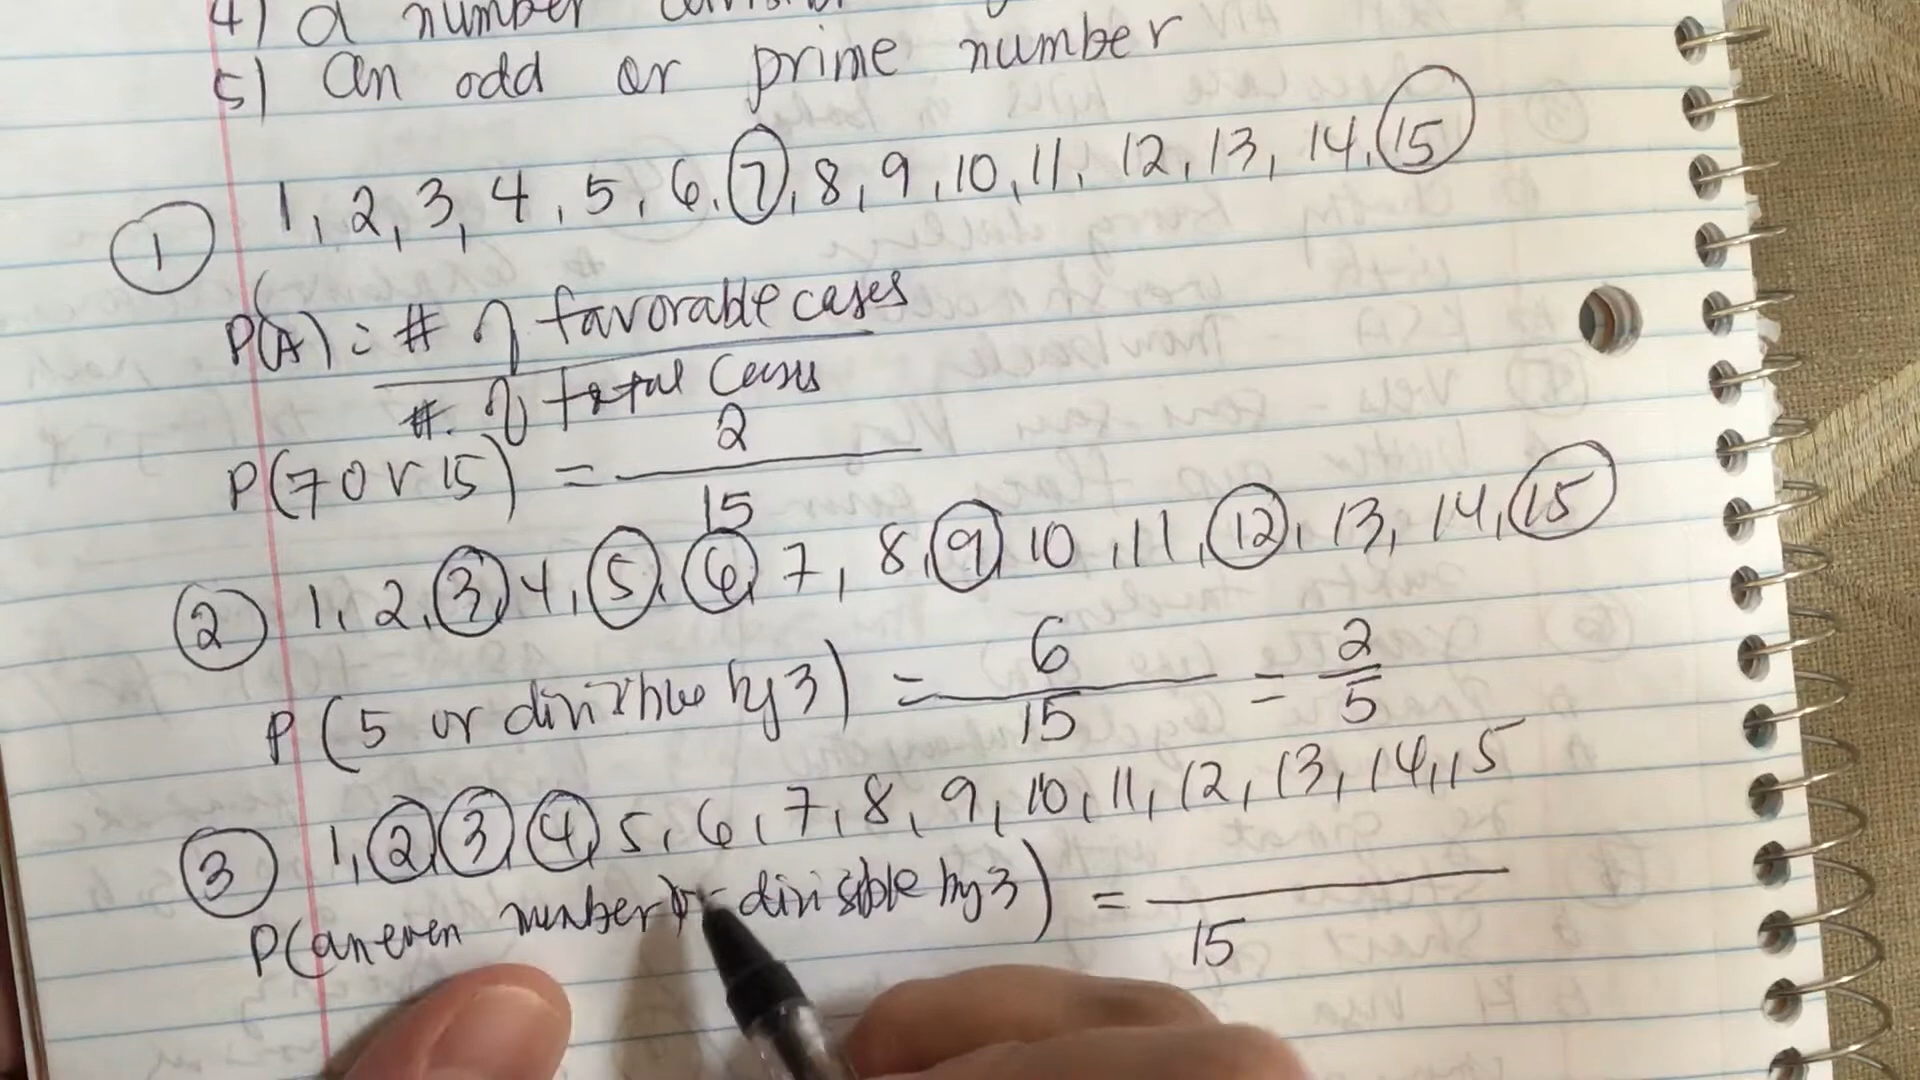 4) a number
5) An odd or prime number
1 1, 2, 3, 4, 5, 6, 7, 8, 9, 10, 11, 12, 13, 14, 15
P(A) = # of favorable cases
# of total cases
P(7 or 15) = 2
15
2 1, 2, 3, 4, 5, 6, 7, 8, 9, 10, 11, 12, 13, 14, 15
P(5 or divisible by 3) = 6 = 2
15 5
3 1, 2, 3, 4, 5, 6, 7, 8, 9, 10, 11, 12, 13, 14, 15
P(an even number or divisible by 3) =
15